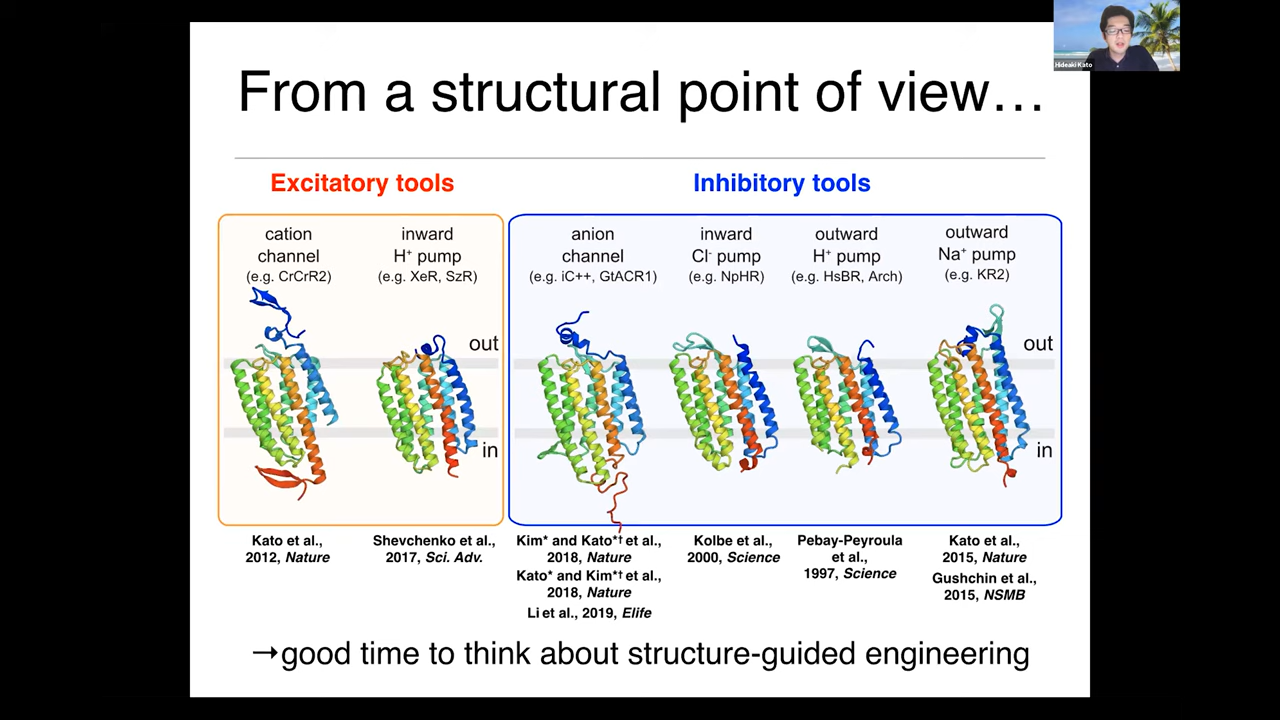 From a structural point of view…
Hideaki Kato
Excitatory tools
Inhibitory tools
cation
channel
(e.g. CrCrR2)
inward
H⁺ pump
(e.g. XeR, SzR)
anion
channel
(e.g. iC++, GtACR1)
inward
Cl⁻ pump
(e.g. NpHR)
outward
H⁺ pump
(e.g. HsBR, Arch)
outward
Na⁺ pump
(e.g. KR2)
out
in
out
in
Kato et al.,
2012, Nature
Shevchenko et al.,
2017, Sci. Adv.
Kim* and Kato*† et al.,
2018, Nature
Kato* and Kim*† et al.,
2018, Nature
Li et al., 2019, Elife
Kolbe et al.,
2000, Science
Pebay-Peyroula
et al.,
1997, Science
Kato et al.,
2015, Nature
Gushchin et al.,
2015, NSMB
→good time to think about structure-guided engineering